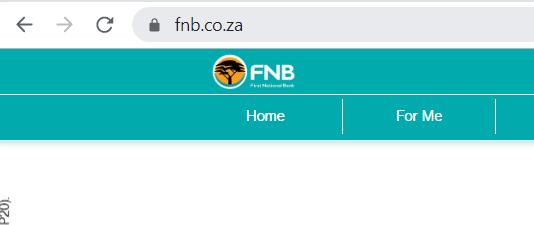 fnb.co.za
FNB
First National Bank
Home
For Me
P20).